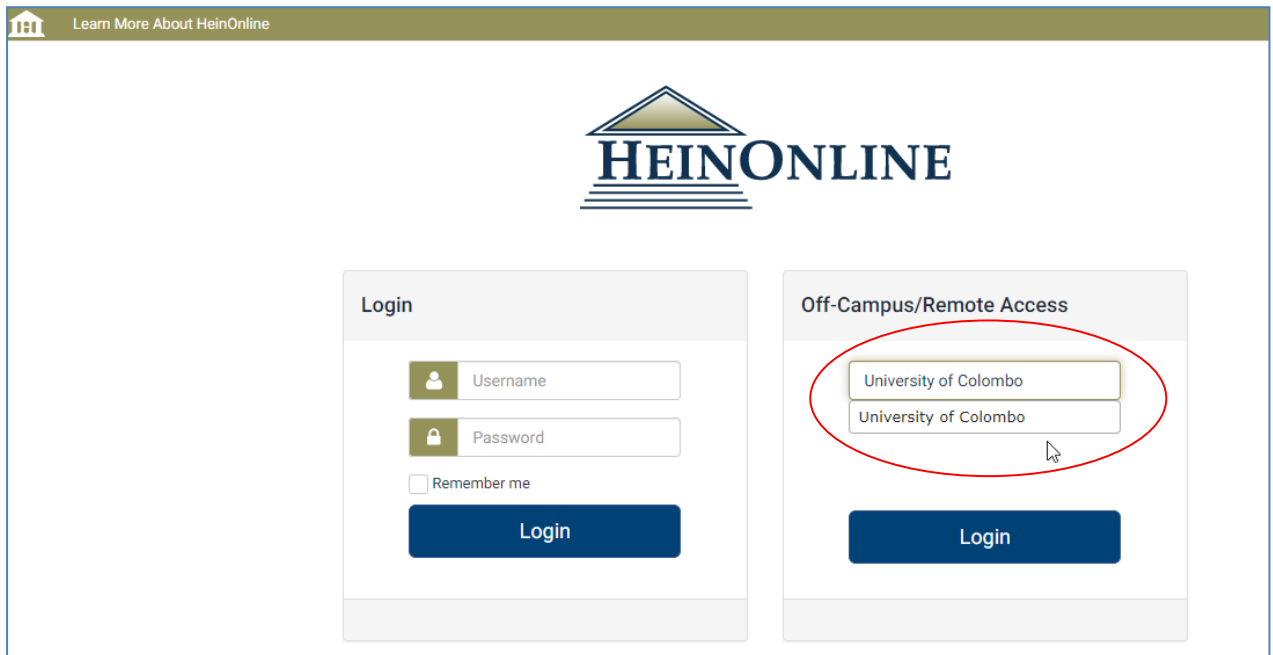 Learn More About HeinOnline
HEINONLINE
Login
Username
Password
Remember me
Login
Off-Campus/Remote Access
University of Colombo
University of Colombo
Login